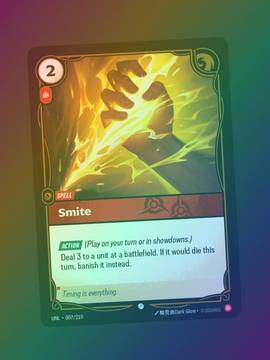 2
SPELL
Smite
ACTION (Play on your turn or in showdowns.)
Deal 3 to a unit at a battlefield. If it would die this
turn, banish it instead.
Timing is everything.
UNL • 007/219
Dark Glow